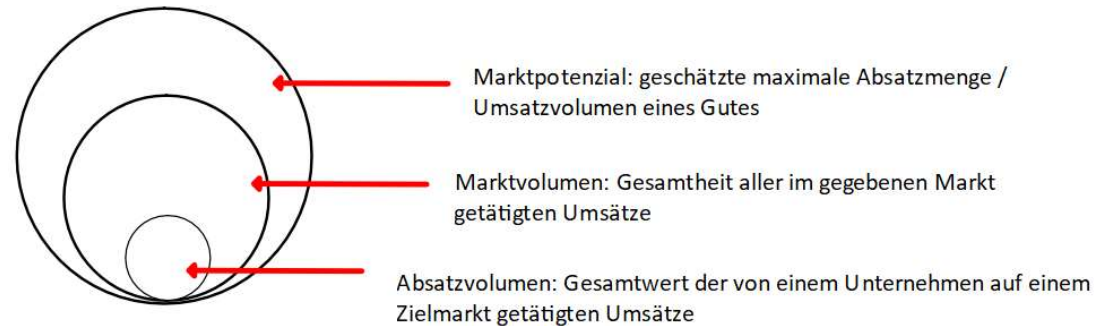 Marktpotenzial: geschätzte maximale Absatzmenge /
Umsatzvolumen eines Gutes
Marktvolumen: Gesamtheit aller im gegebenen Markt
getätigten Umsätze
Absatzvolumen: Gesamtwert der von einem Unternehmen auf einem
Zielmarkt getätigten Umsätze